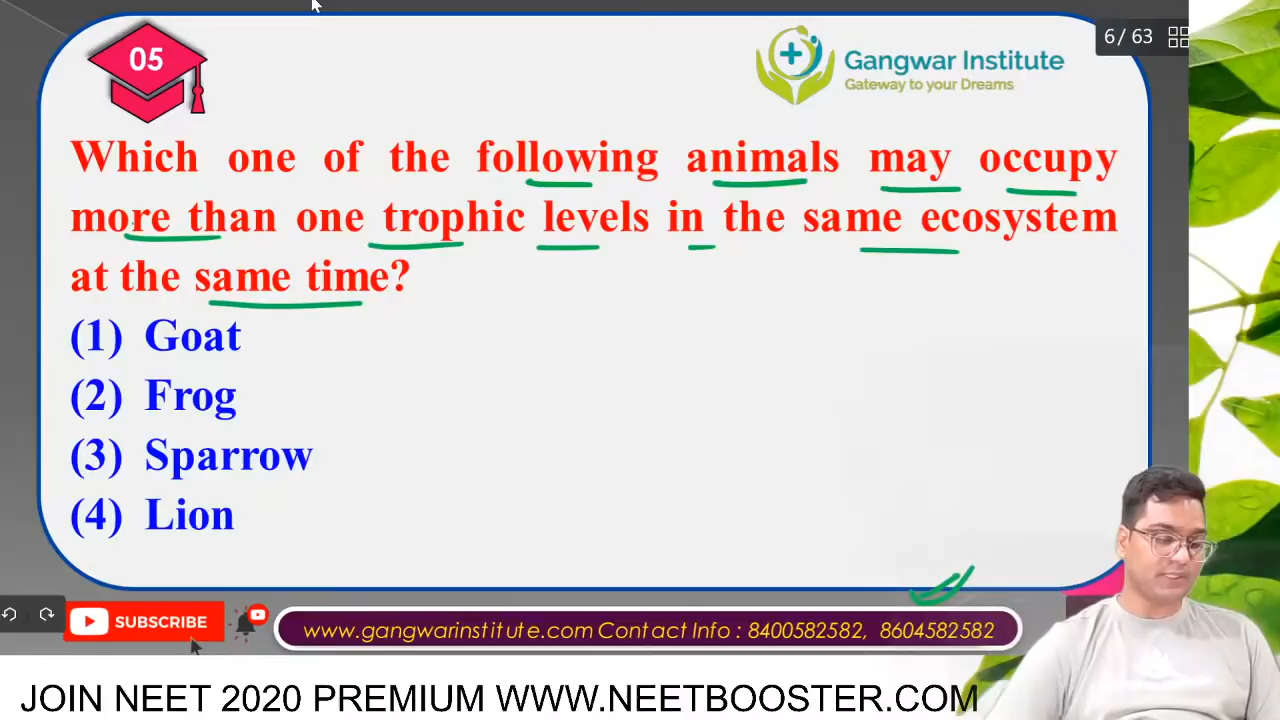 05
Gangwar Institute
Gateway to your Dreams
6 / 63
Which one of the following animals may occupy
more than one trophic levels in the same ecosystem
at the same time?
(1) Goat
(2) Frog
(3) Sparrow
(4) Lion
SUBSCRIBE
www.gangwarinstitute.com Contact Info : 8400582582, 8604582582
JOIN NEET 2020 PREMIUM WWW.NEETBOOSTER.COM